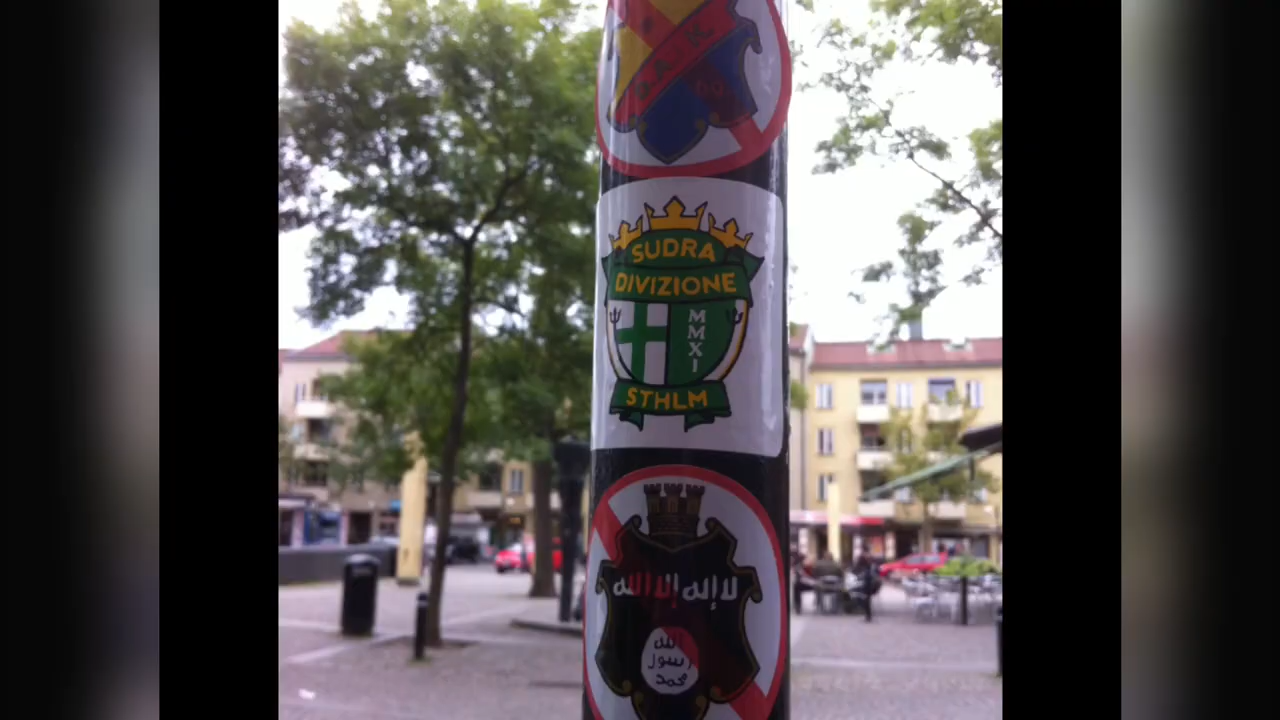 SUDRA
DIVIZIONE
MMXI
STHLM
لا إله إلا الله
الله
رسول
محمد